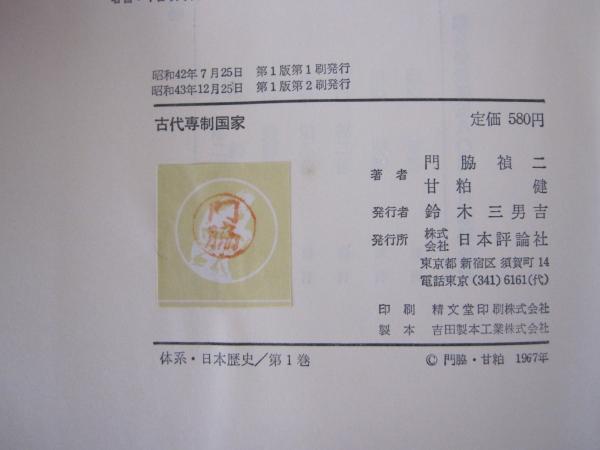 昭和42年7月25日　第1版第1刷発行
昭和43年12月25日　第1版第2刷発行
古代専制国家
定価 580円
著者 門脇禎二
甘粕健
発行者 鈴木三男吉
発行所 株式会社 日本評論社
東京都新宿区須賀町14
電話東京(341)6161(代)
印刷 精文堂印刷株式会社
製本 吉田製本工業株式会社
門脇
体系・日本歴史/第1巻
© 門脇・甘粕 1967年